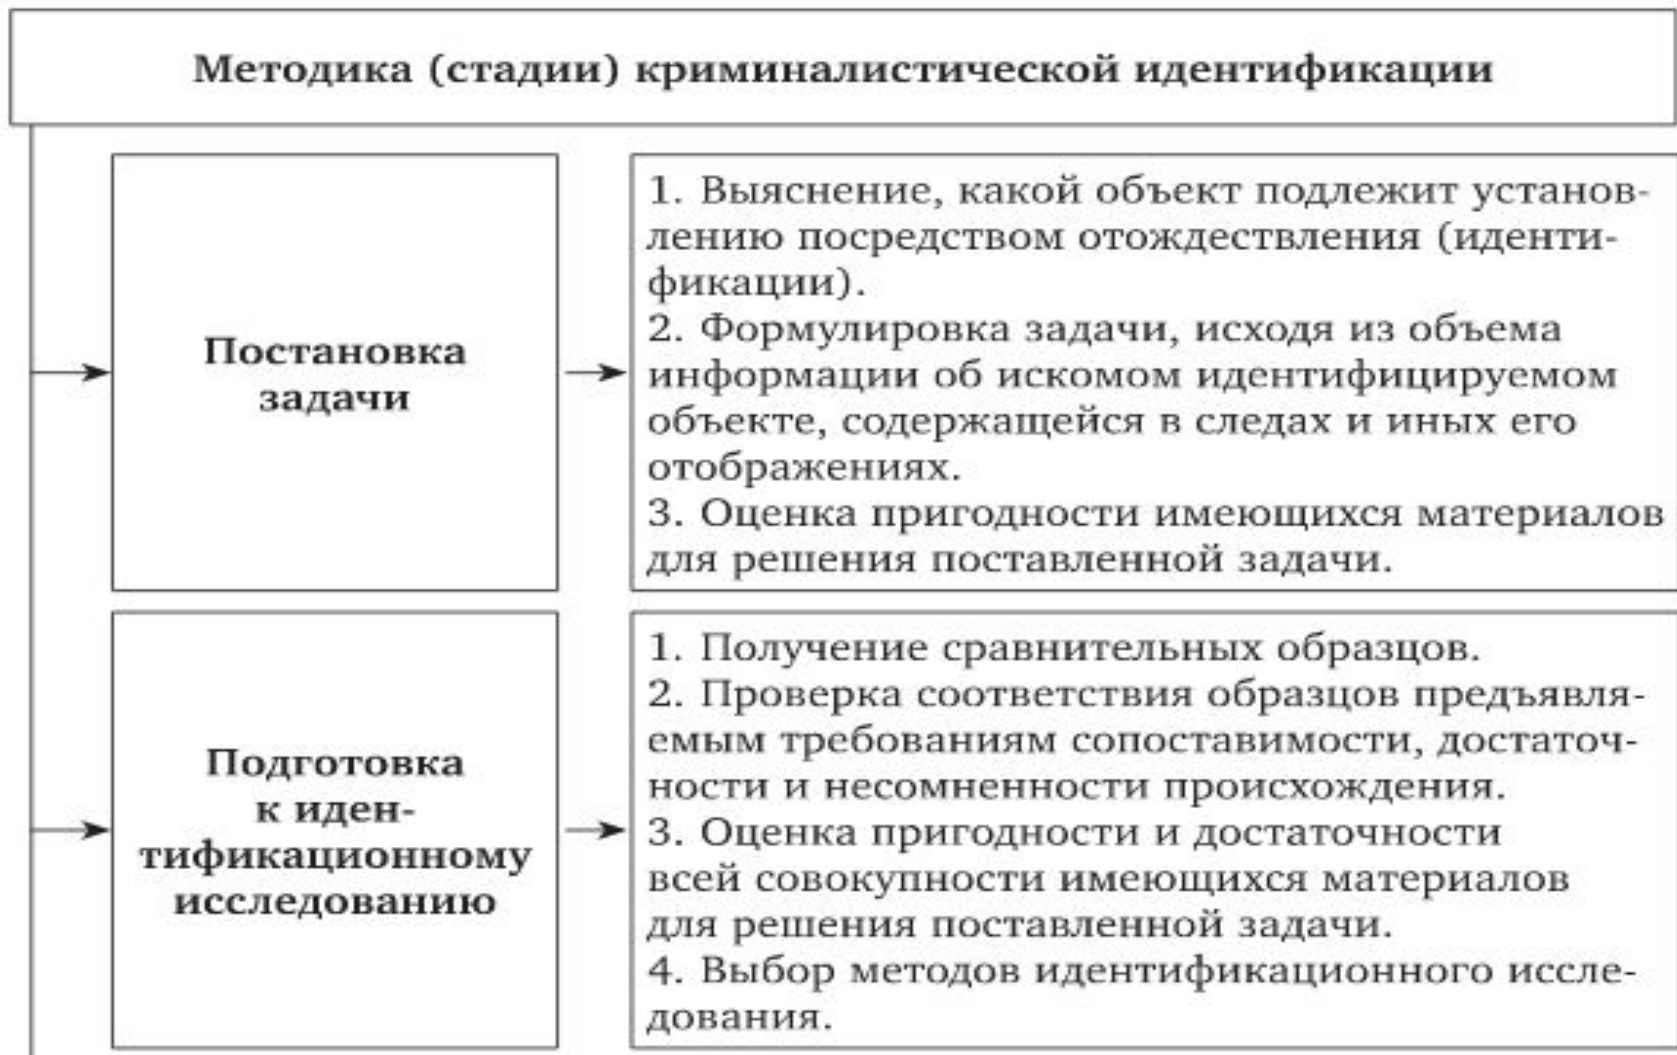 Методика (стадии) криминалистической идентификации
Постановка
задачи
1. Выяснение, какой объект подлежит установ-
лению посредством отождествления (иденти-
фикации).
2. Формулировка задачи, исходя из объема
информации об искомом идентифицируемом
объекте, содержащейся в следах и иных его
отображениях.
3. Оценка пригодности имеющихся материалов
для решения поставленной задачи.
Подготовка
к иден-
тификационному
исследованию
1. Получение сравнительных образцов.
2. Проверка соответствия образцов предъявля-
емым требованиям сопоставимости, достаточ-
ности и несомненности происхождения.
3. Оценка пригодности и достаточности
всей совокупности имеющихся материалов
для решения поставленной задачи.
4. Выбор методов идентификационного иссле-
дования.